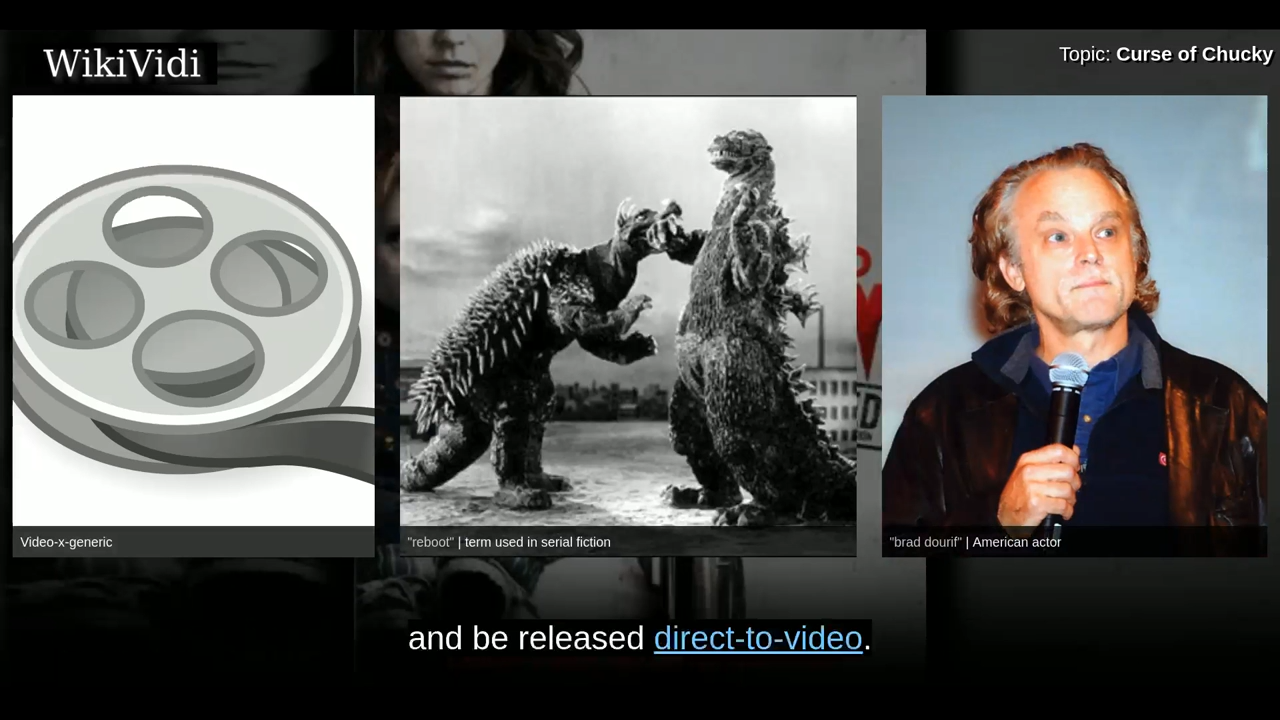 WikiVidi
Topic: Curse of Chucky
Video-x-generic
"reboot" | term used in serial fiction
"brad dourif" | American actor
and be released direct-to-video.